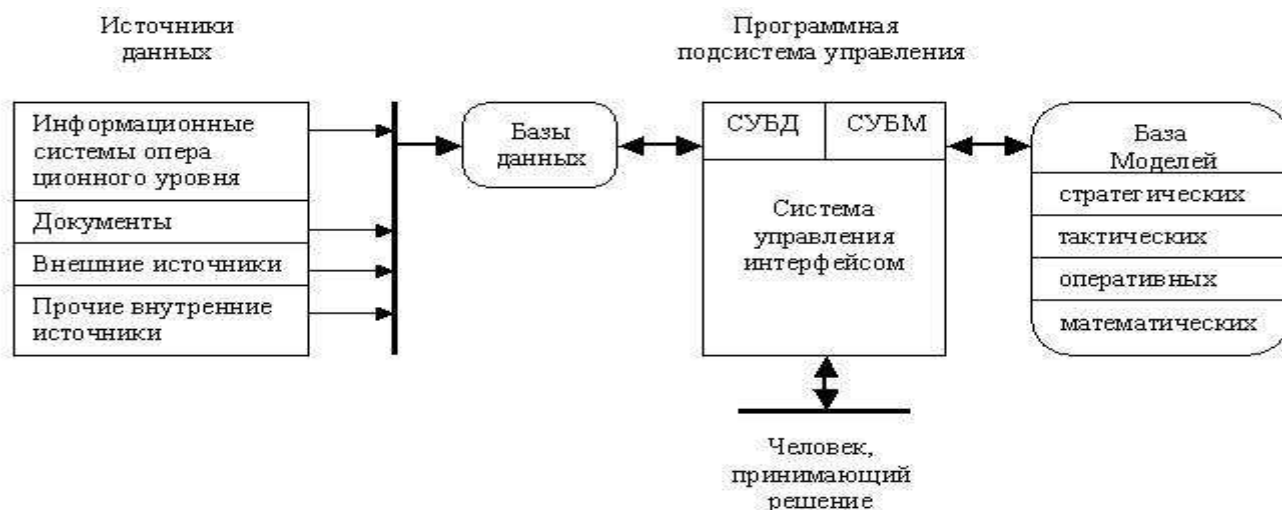 Источники
данных
Программная
подсистема управления
Информационные
системы опера
ционного уровня
Документы
Внешние источники
Прочие внутренние
источники
Базы
данных
СУБД
СУБМ
Система
управления
интерфейсом
База
Моделей
стратегических
тактических
оперативных
математических
Человек,
принимающий
решение